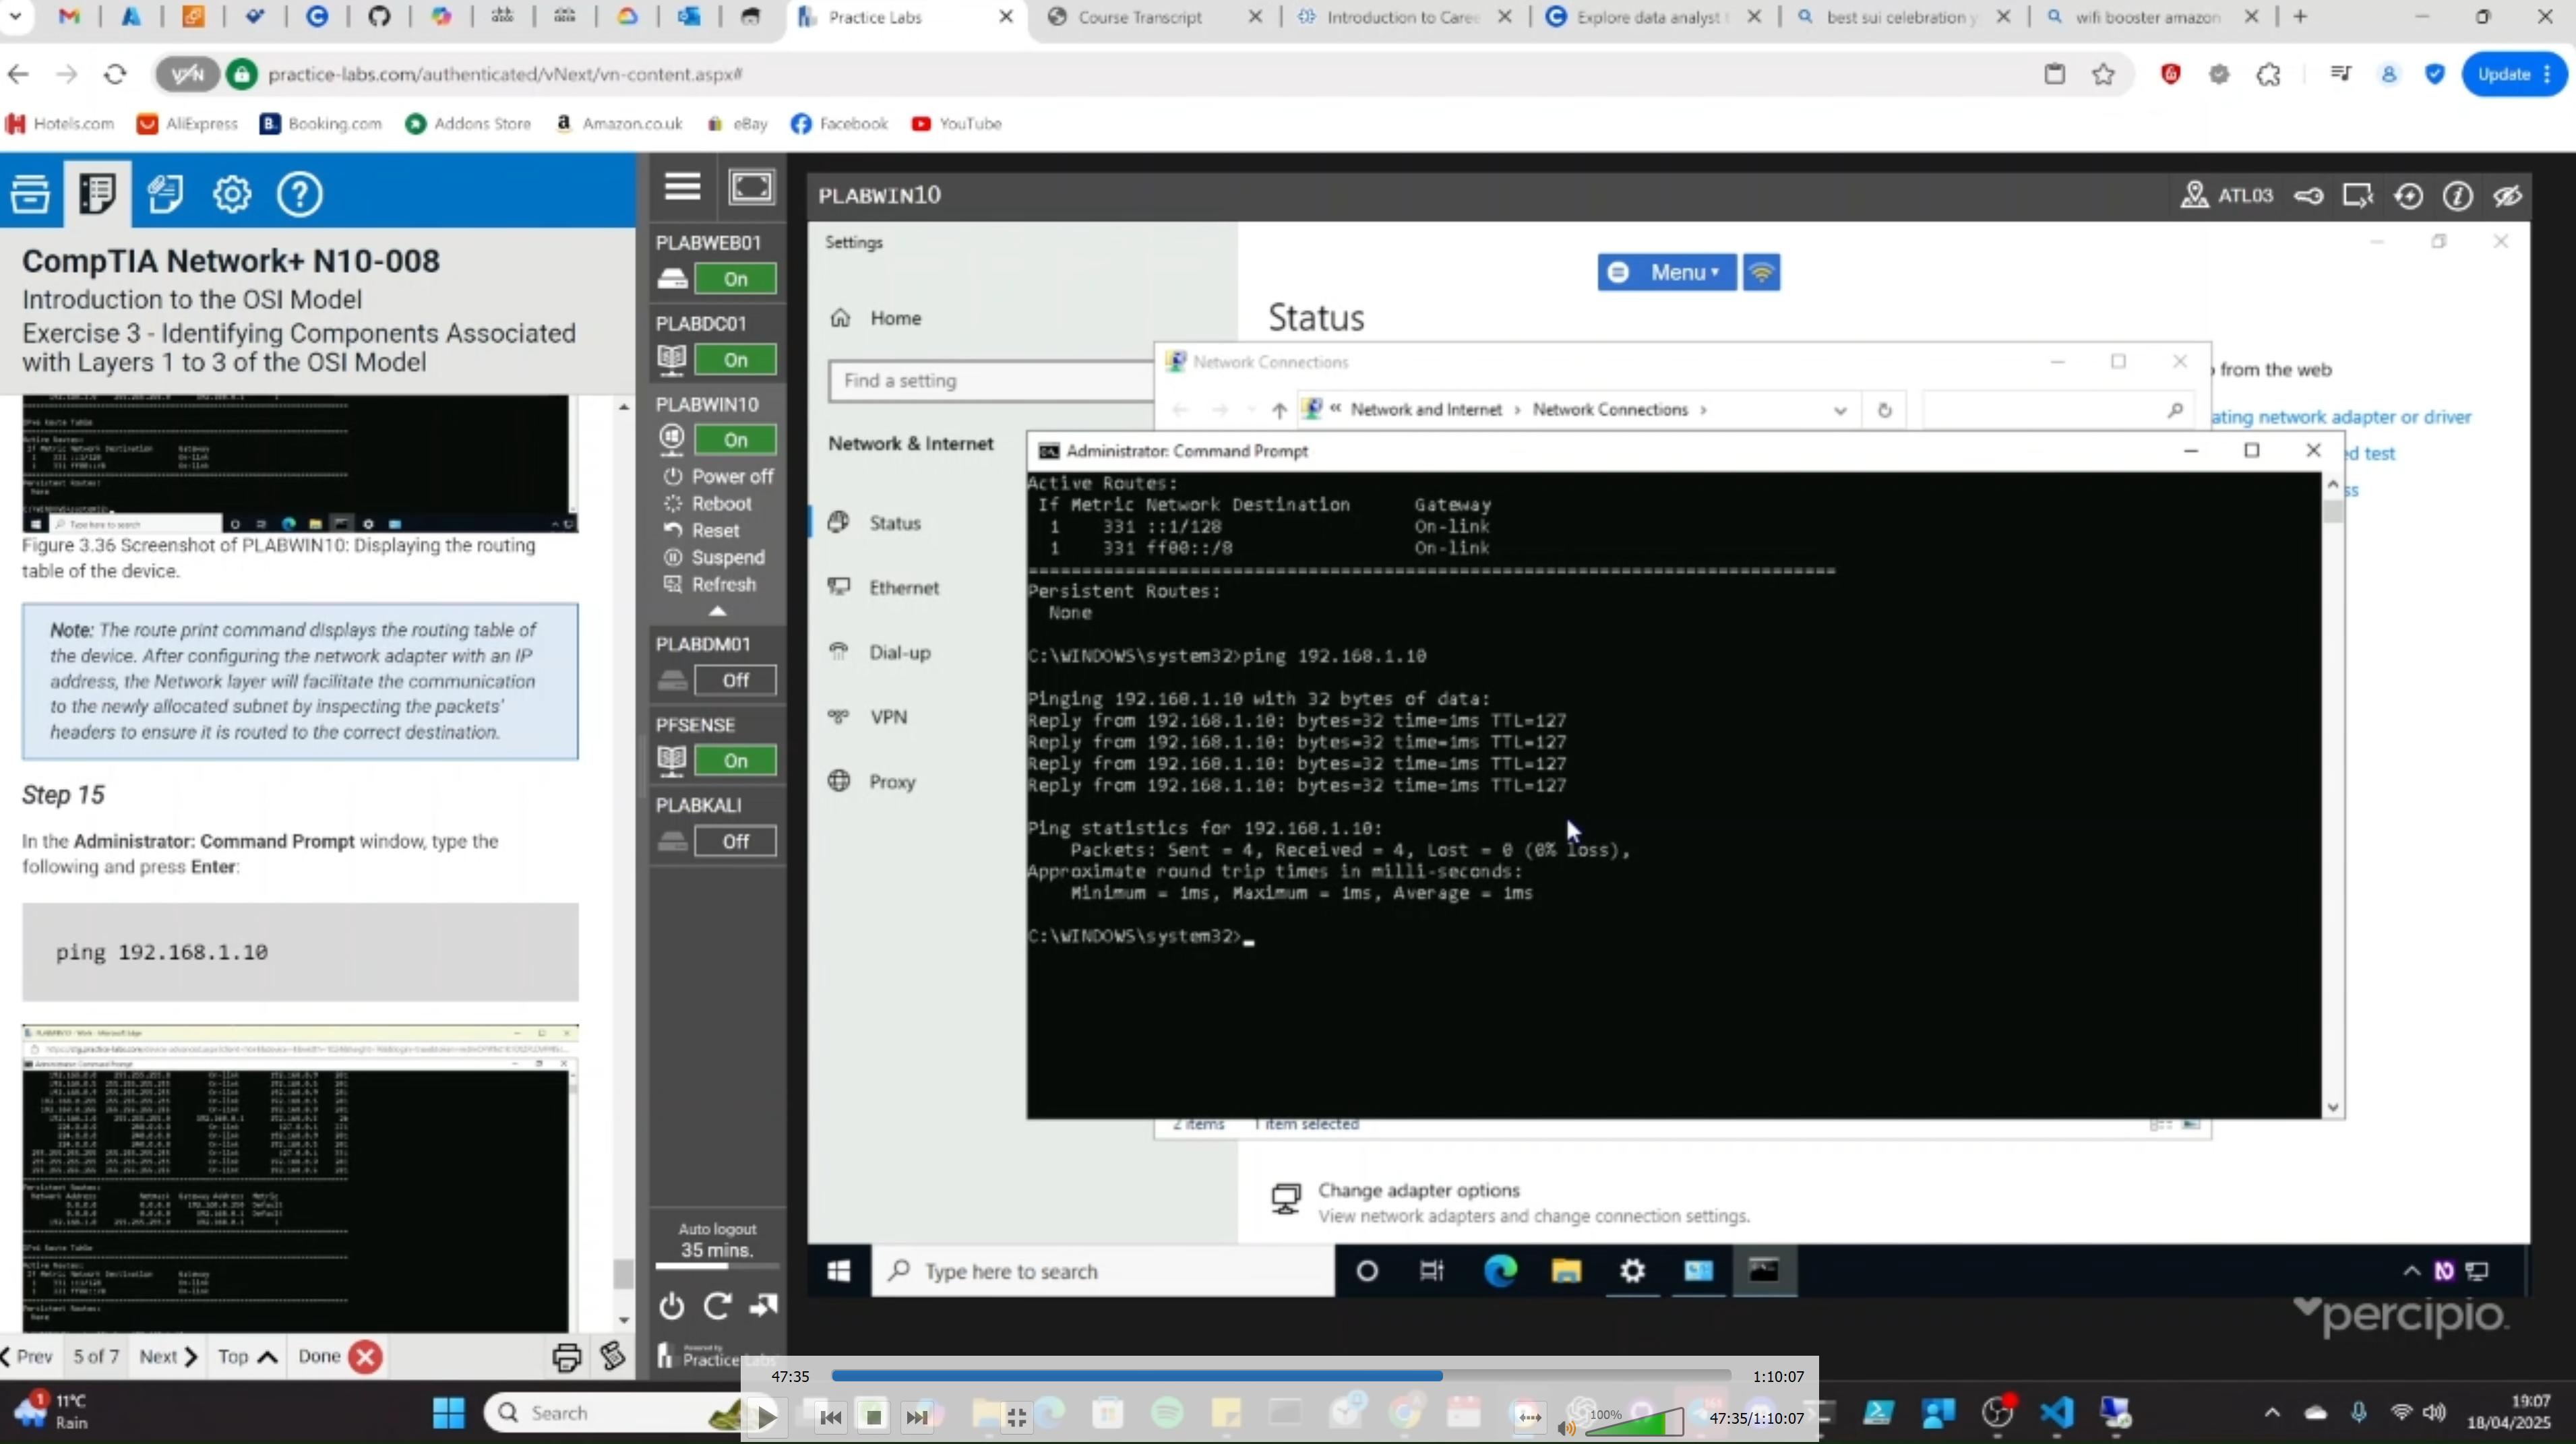 Practice Labs
Course Transcript
Introduction to Caree
Explore data analyst t
best sui celebration y
wifi booster amazon
VPN
practice-labs.com/authenticated/vNext/vn-content.aspx#
Update
Hotels.com
AliExpress
Booking.com
Addons Store
Amazon.co.uk
eBay
Facebook
YouTube
CompTIA Network+ N10-008
Introduction to the OSI Model
Exercise 3 - Identifying Components Associated
with Layers 1 to 3 of the OSI Model
Figure 3.36 Screenshot of PLABWIN10: Displaying the routing
table of the device.
Note: The route print command displays the routing table of
the device. After configuring the network adapter with an IP
address, the Network layer will facilitate the communication
to the newly allocated subnet by inspecting the packets'
headers to ensure it is routed to the correct destination.
Step 15
In the Administrator: Command Prompt window, type the
following and press Enter:
ping 192.168.1.10
Prev
5 of 7
Next
Top
Done
PLABWEB01
On
PLABDC01
On
PLABWIN10
On
Power off
Reboot
Reset
Suspend
Refresh
PLABDM01
Off
PFSENSE
On
PLABKALI
Off
Auto logout
35 mins.
Powered by
Practice Labs
PLABWIN10
ATL03
Settings
Home
Find a setting
Network & Internet
Status
Ethernet
Dial-up
VPN
Proxy
Menu
Status
from the web
ating network adapter or driver
ed test
ss
Network Connections
« Network and Internet > Network Connections >
Administrator: Command Prompt
Active Routes:
If Metric Network Destination Gateway
1 331 ::1/128 On-link
1 331 ff00::/8 On-link
Persistent Routes:
None
C:\WINDOWS\system32>ping 192.168.1.10
Pinging 192.168.1.10 with 32 bytes of data:
Reply from 192.168.1.10: bytes=32 time=1ms TTL=127
Reply from 192.168.1.10: bytes=32 time=1ms TTL=127
Reply from 192.168.1.10: bytes=32 time=1ms TTL=127
Reply from 192.168.1.10: bytes=32 time=1ms TTL=127
Ping statistics for 192.168.1.10:
Packets: Sent = 4, Received = 4, Lost = 0 (0% loss),
Approximate round trip times in milli-seconds:
Minimum = 1ms, Maximum = 1ms, Average = 1ms
C:\WINDOWS\system32>
2 items 1 item selected
Change adapter options
View network adapters and change connection settings.
Type here to search
percipio.
47:35
1:10:07
100%
47:35/1:10:07
1
11°C
Rain
Search
19:07
18/04/2025